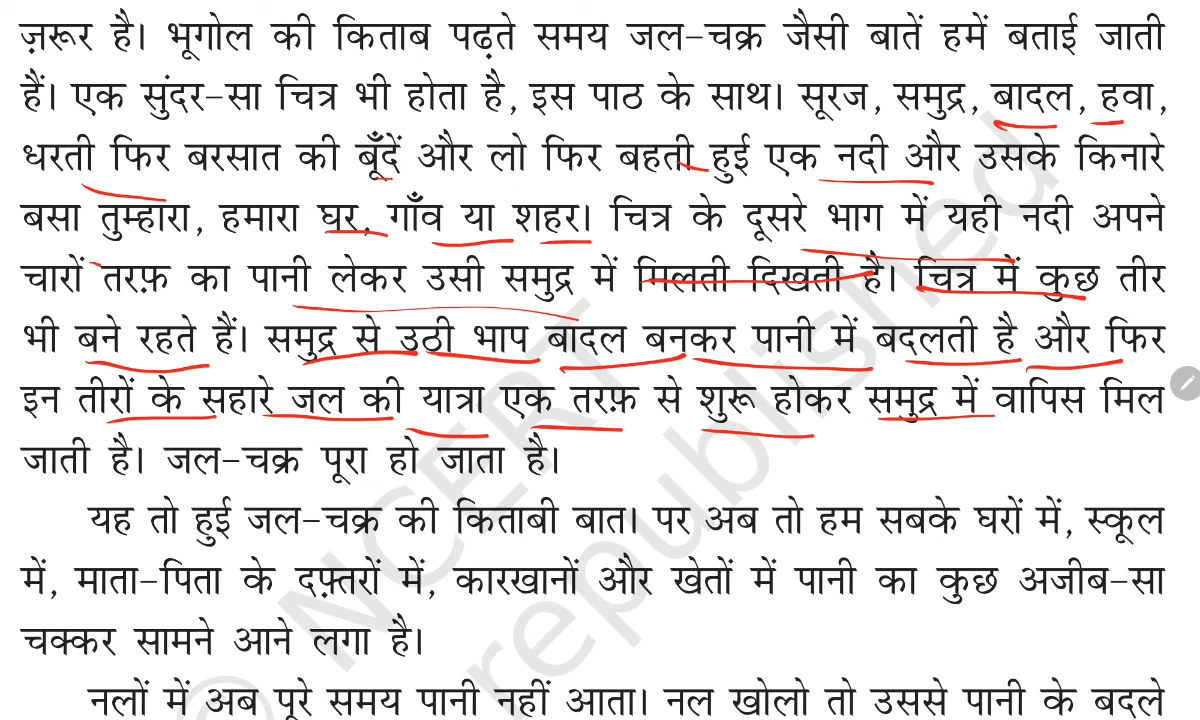 ज़रूर है। भूगोल की किताब पढ़ते समय जल-चक्र जैसी बातें हमें बताई जाती
हैं। एक सुंदर-सा चित्र भी होता है, इस पाठ के साथ। सूरज, समुद्र, बादल, हवा,
धरती फिर बरसात की बूँदें और लो फिर बहती हुई एक नदी और उसके किनारे
बसा तुम्हारा, हमारा घर, गाँव या शहर। चित्र के दूसरे भाग में यही नदी अपने
चारों तरफ़ का पानी लेकर उसी समुद्र में मिलती दिखती है। चित्र में कुछ तीर
भी बने रहते हैं। समुद्र से उठी भाप बादल बनकर पानी में बदलती है और फिर
इन तीरों के सहारे जल की यात्रा एक तरफ़ से शुरू होकर समुद्र में वापिस मिल
जाती है। जल-चक्र पूरा हो जाता है।
यह तो हुई जल-चक्र की किताबी बात। पर अब तो हम सबके घरों में, स्कूल
में, माता-पिता के दफ़्तरों में, कारखानों और खेतों में पानी का कुछ अजीब-सा
चक्कर सामने आने लगा है।
नलों में अब पूरे समय पानी नहीं आता। नल खोलो तो उससे पानी के बदले
© NCERT
republished